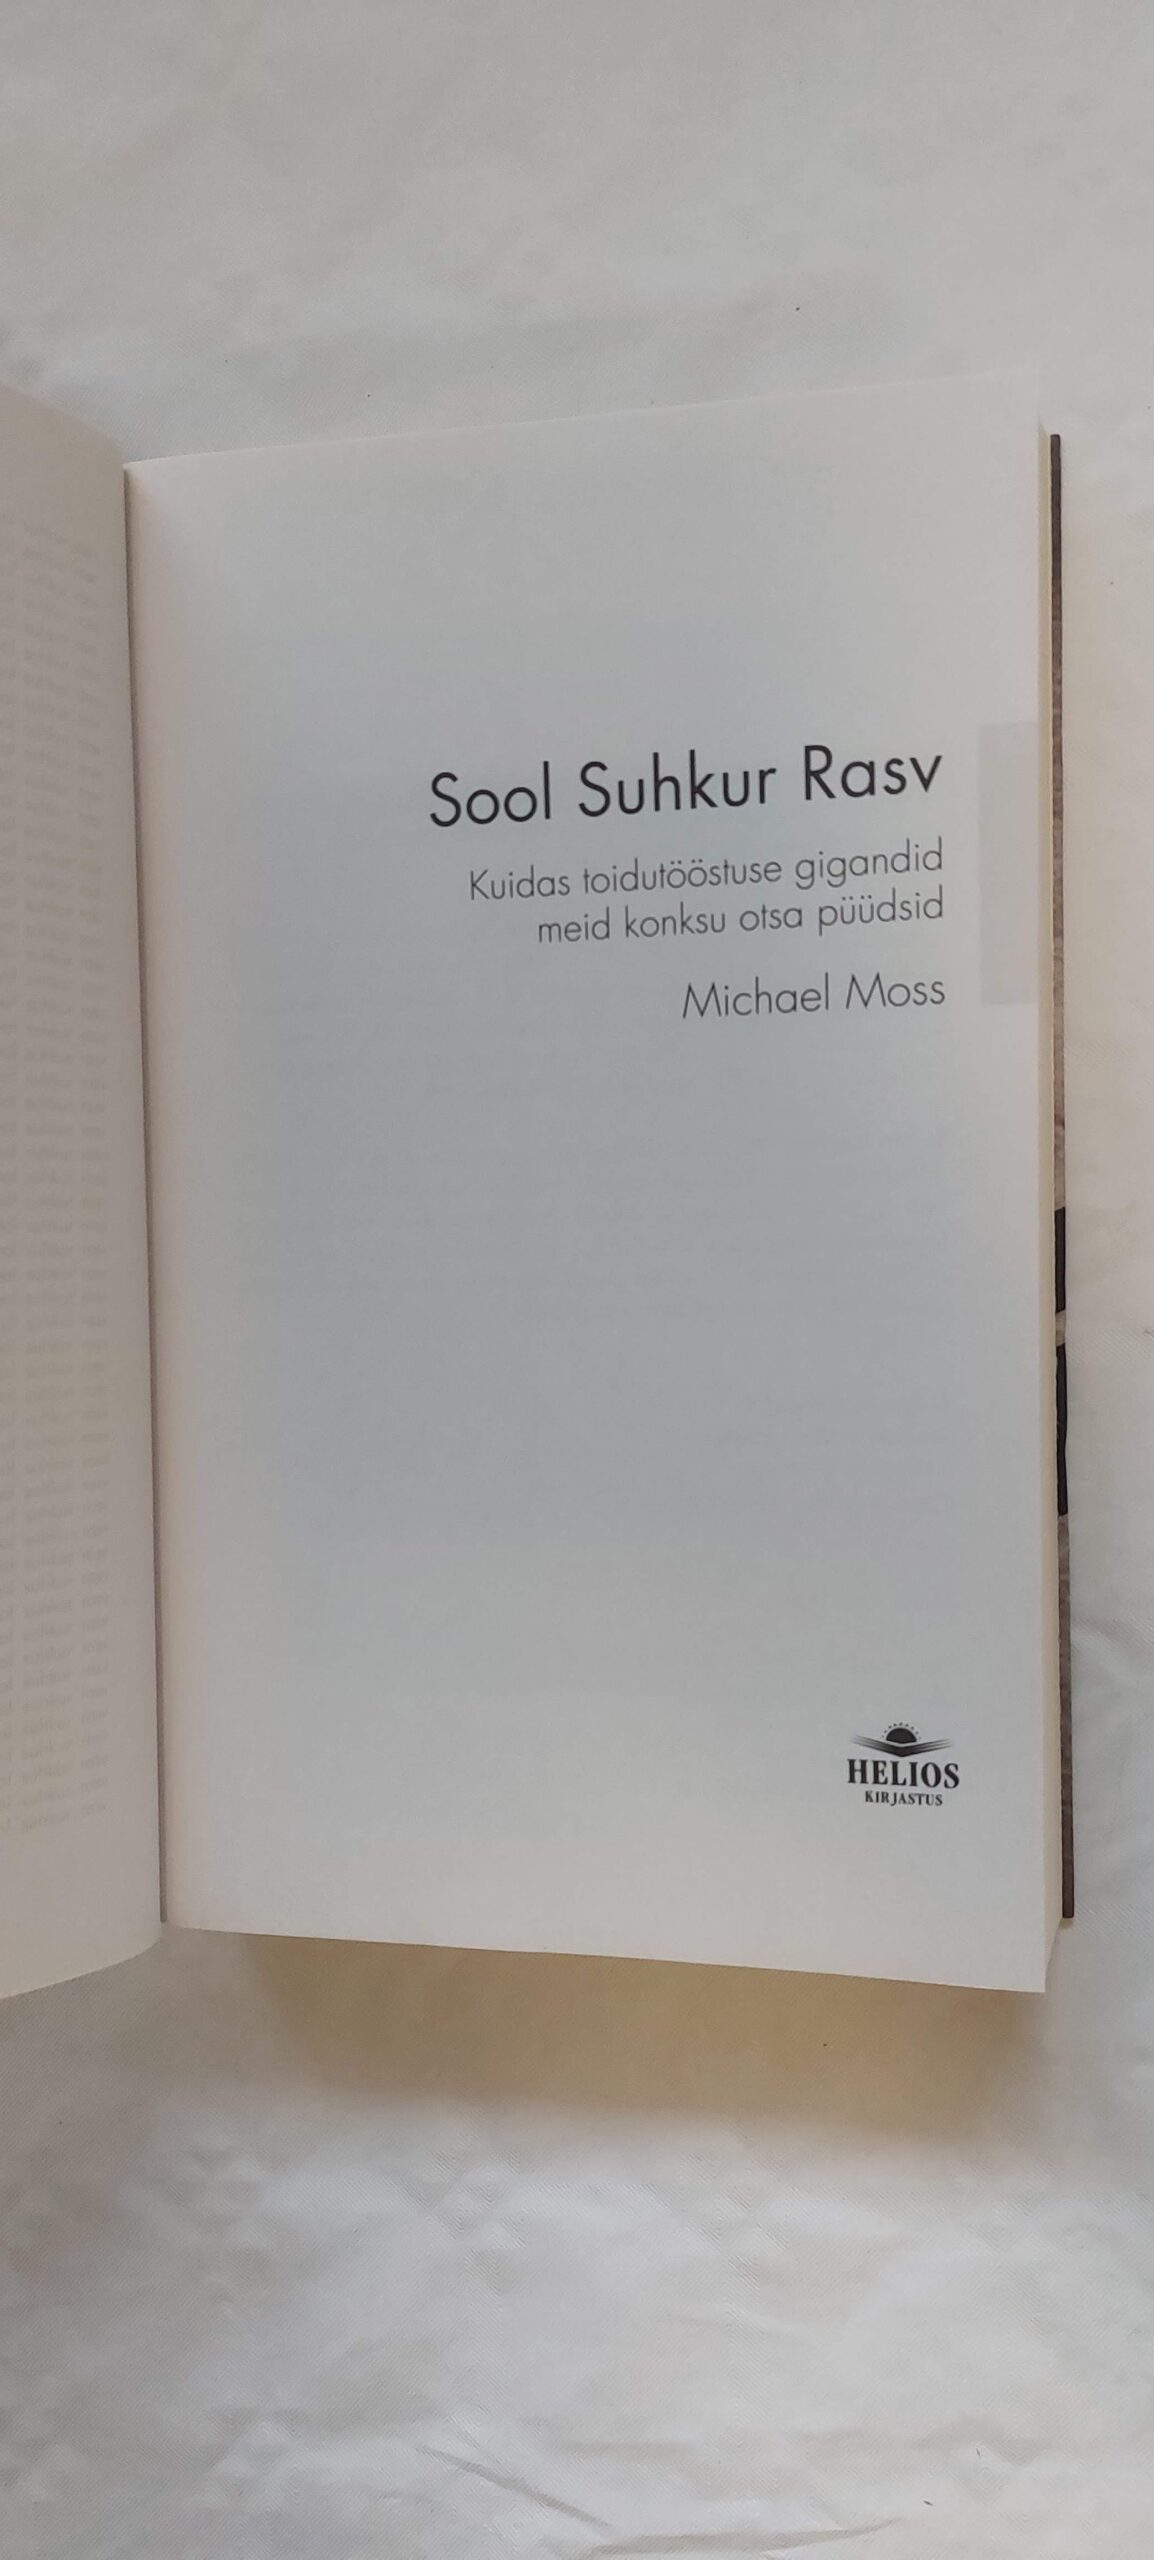 Sool Suhkur Rasv
Kuidas toidutööstuse gigandid
meid konksu otsa püüdsid
Michael Moss
HELIOS
KIRJASTUS